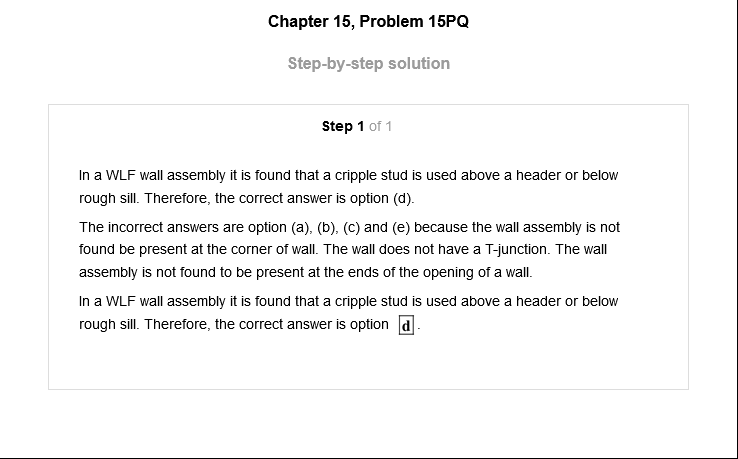 Chapter 15, Problem 15PQ
Step-by-step solution
Step 1 of 1
In a WLF wall assembly it is found that a cripple stud is used above a header or below
rough sill. Therefore, the correct answer is option (d).
The incorrect answers are option (a), (b), (c) and (e) because the wall assembly is not
found be present at the corner of wall. The wall does not have a T-junction. The wall
assembly is not found to be present at the ends of the opening of a wall.
In a WLF wall assembly it is found that a cripple stud is used above a header or below
rough sill. Therefore, the correct answer is option d.